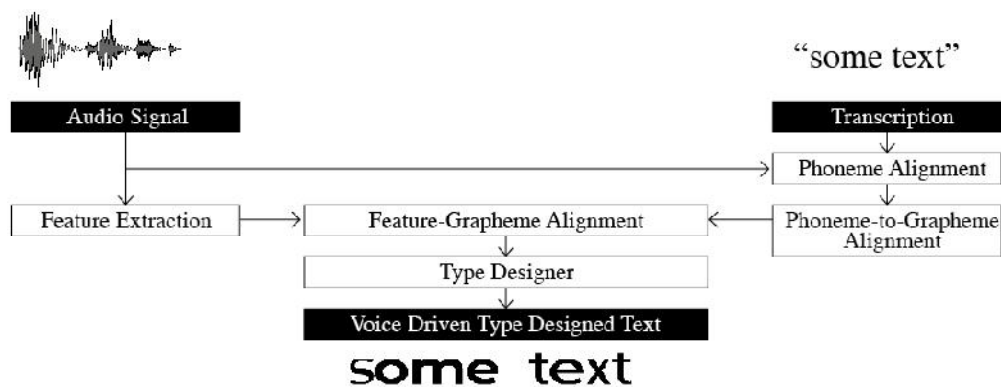 “some text”
Audio Signal
Transcription
Phoneme Alignment
Feature Extraction
Feature-Grapheme Alignment
Phoneme-to-Grapheme
Alignment
Type Designer
Voice Driven Type Designed Text
some text